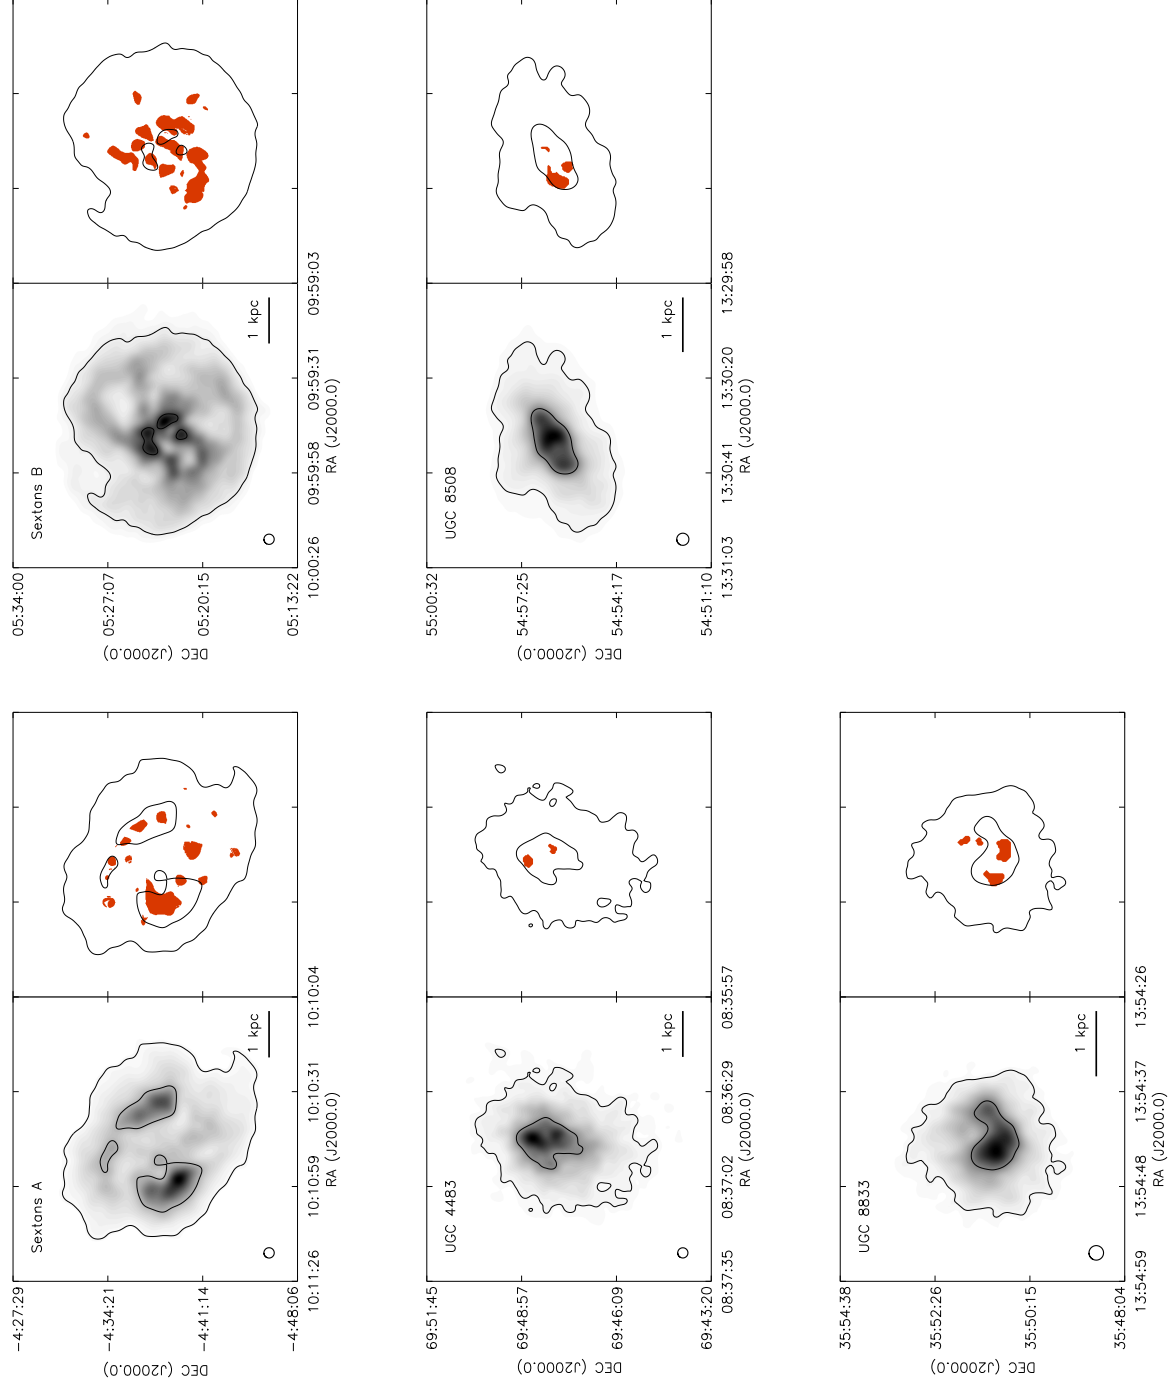 Sextans B
1 kpc
05:34:00
05:27:07
05:20:15
05:13:22
DEC (J2000.0)
10:00:26
09:59:58
09:59:31
09:59:03
RA (J2000.0)
UGC 8508
1 kpc
55:00:32
54:57:25
54:54:17
54:51:10
DEC (J2000.0)
13:31:03
13:30:41
13:30:20
13:29:58
RA (J2000.0)
Sextans A
1 kpc
−4:27:29
−4:34:21
−4:41:14
−4:48:06
DEC (J2000.0)
10:11:26
10:10:59
10:10:31
10:10:04
RA (J2000.0)
UGC 4483
1 kpc
69:51:45
69:48:57
69:46:09
69:43:20
DEC (J2000.0)
08:37:35
08:37:02
08:36:29
08:35:57
RA (J2000.0)
UGC 8833
1 kpc
35:54:38
35:52:26
35:50:15
35:48:04
DEC (J2000.0)
13:54:59
13:54:48
13:54:37
13:54:26
RA (J2000.0)